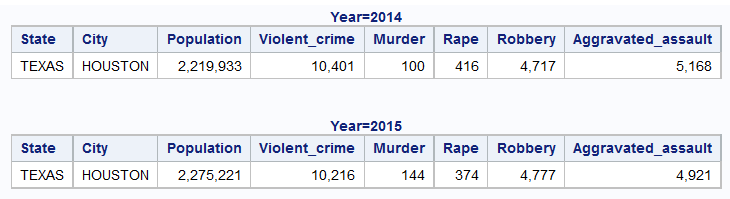 Year=2014
State City Population Violent_crime Murder Rape Robbery Aggravated_assault
TEXAS HOUSTON 2,219,933 10,401 100 416 4,717 5,168
Year=2015
State City Population Violent_crime Murder Rape Robbery Aggravated_assault
TEXAS HOUSTON 2,275,221 10,216 144 374 4,777 4,921